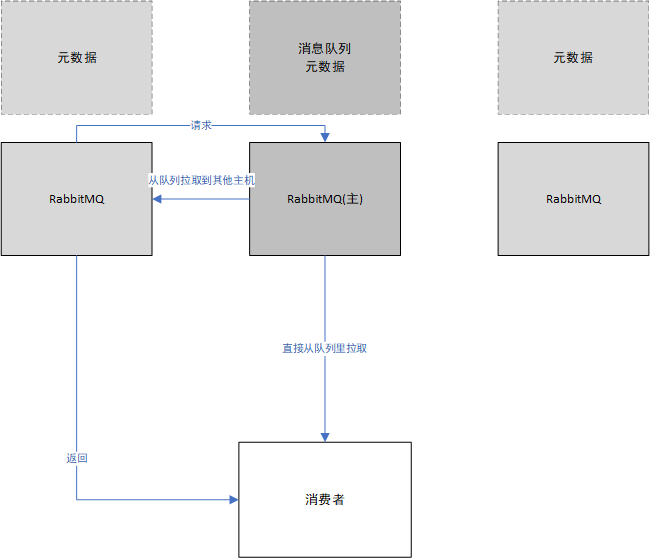 元数据
消息队列
元数据
元数据
请求
RabbitMQ
从队列拉取到其他主机
RabbitMQ(主)
RabbitMQ
直接从队列里拉取
返回
消费者